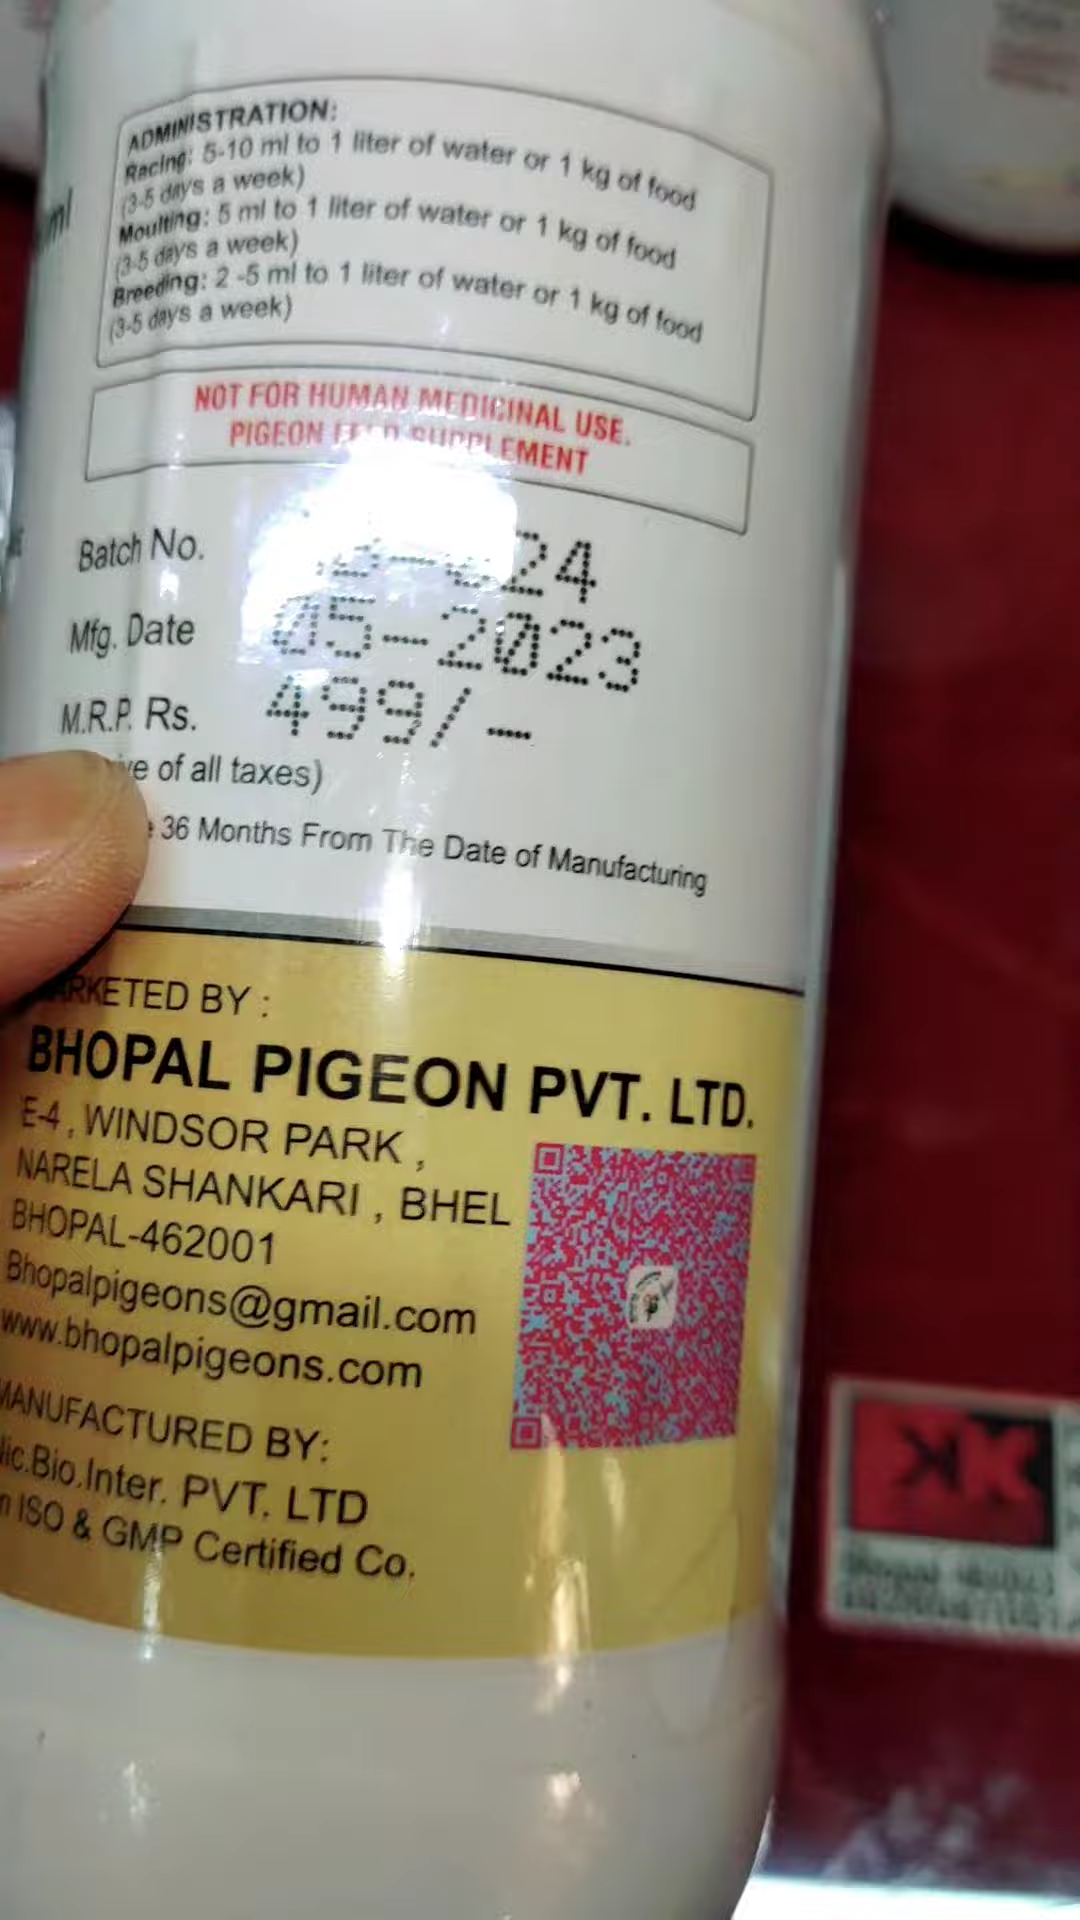 ml
ADMINISTRATION:
Racing: 5-10 ml to 1 liter of water or 1 kg of food
(3-5 days a week)
Moulting: 5 ml to 1 liter of water or 1 kg of food
(3-5 days a week)
Breeding: 2 -5 ml to 1 liter of water or 1 kg of food
(3-5 days a week)
NOT FOR HUMAN MEDICINAL USE.
PIGEON FEED SUPPLEMENT
Batch No. 24
Mfg. Date 05-2023
M.R.P. Rs. 499/-
of all taxes)
36 Months From The Date of Manufacturing
MARKETED BY :
BHOPAL PIGEON PVT. LTD.
E-4 , WINDSOR PARK ,
NARELA SHANKARI , BHEL
BHOPAL-462001
Bhopalpigeons@gmail.com
www.bhopalpigeons.com
MANUFACTURED BY:
ic.Bio.Inter. PVT. LTD
ISO & GMP Certified Co.